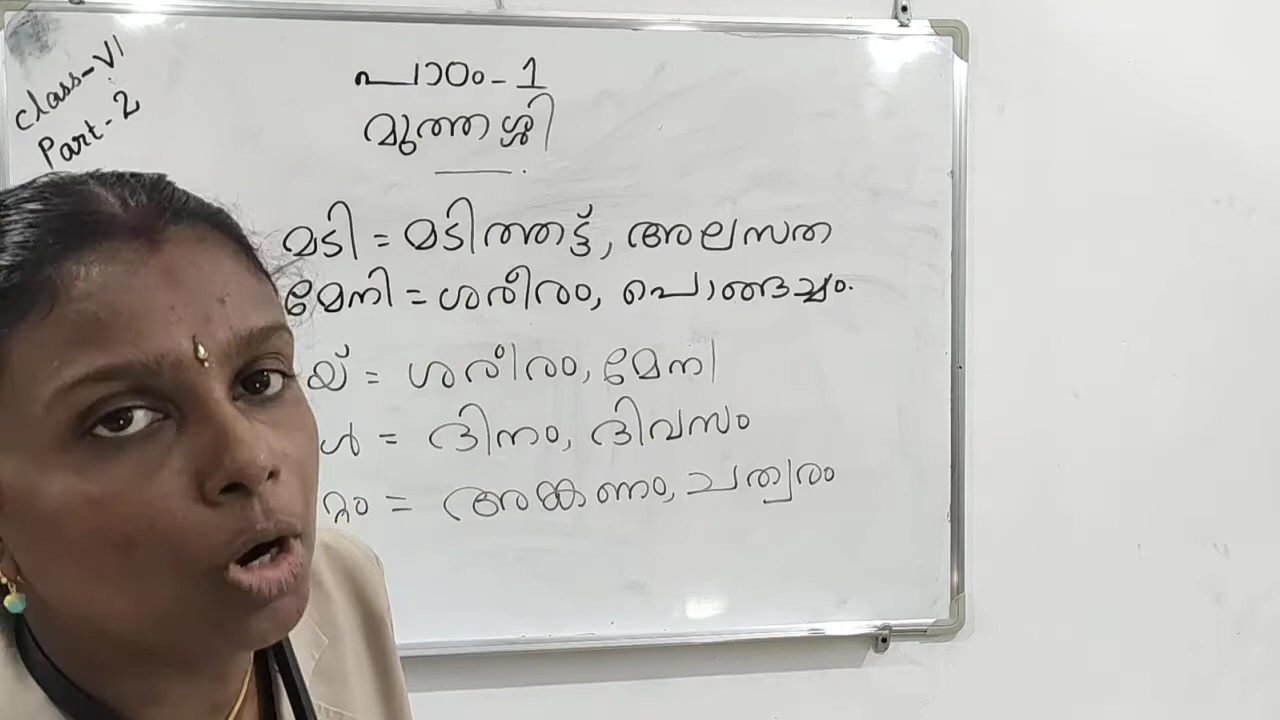 Class-VI
Part-2
പാഠം-1
മുത്തശ്ശി
മടി = മടിത്തട്ട്, അലസത
മേനി = ശരീരം, പൊങ്ങച്ചം.
യ് = ശരീരം, മേനി
ൾ = ദിനം, ദിവസം
റ്റം = അങ്കണം, ചത്വരം